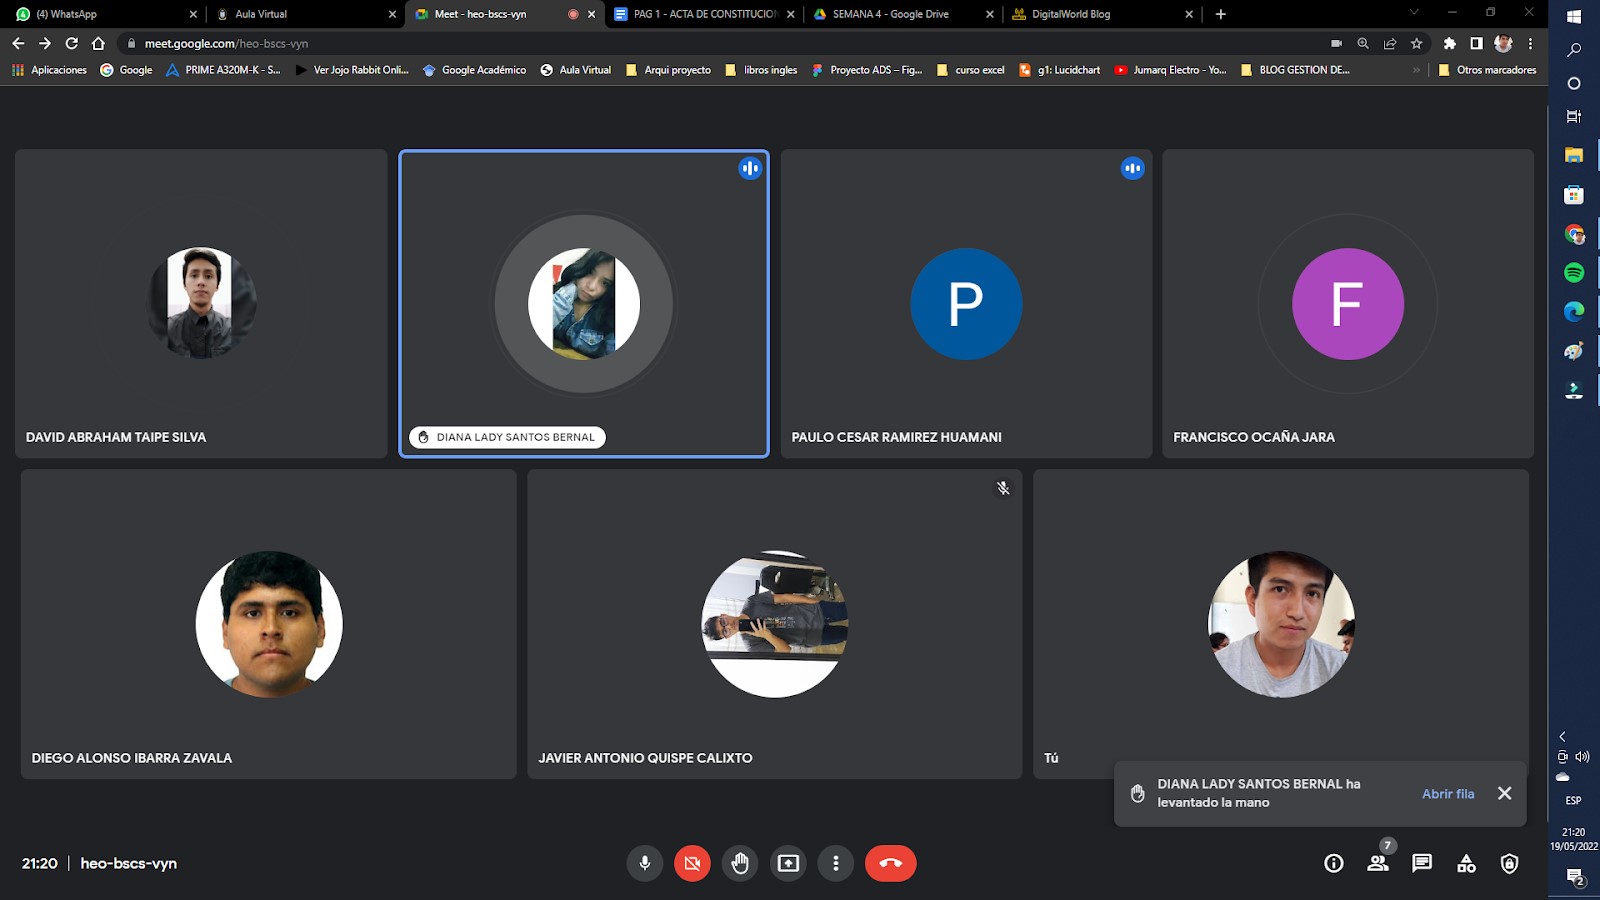 (4) WhatsApp
Aula Virtual
Meet - heo-bscs-vyn
PAG 1 - ACTA DE CONSTITUCION
SEMANA 4 - Google Drive
DigitalWorld Blog
meet.google.com/heo-bscs-vyn
Aplicaciones
Google
PRIME A320M-K - S...
Ver Jojo Rabbit Onli...
Google Académico
Aula Virtual
Arqui proyecto
libros ingles
Proyecto ADS – Fig...
curso excel
g1: Lucidchart
Jumarq Electro - Yo...
BLOG GESTION DE...
»
Otros marcadores
P
F
DAVID ABRAHAM TAIPE SILVA
DIANA LADY SANTOS BERNAL
PAULO CESAR RAMIREZ HUAMANI
FRANCISCO OCAÑA JARA
DIEGO ALONSO IBARRA ZAVALA
JAVIER ANTONIO QUISPE CALIXTO
Tú
DIANA LADY SANTOS BERNAL ha
levantado la mano
Abrir fila
21:20 | heo-bscs-vyn
7
ESP
21:20
19/05/2022
2